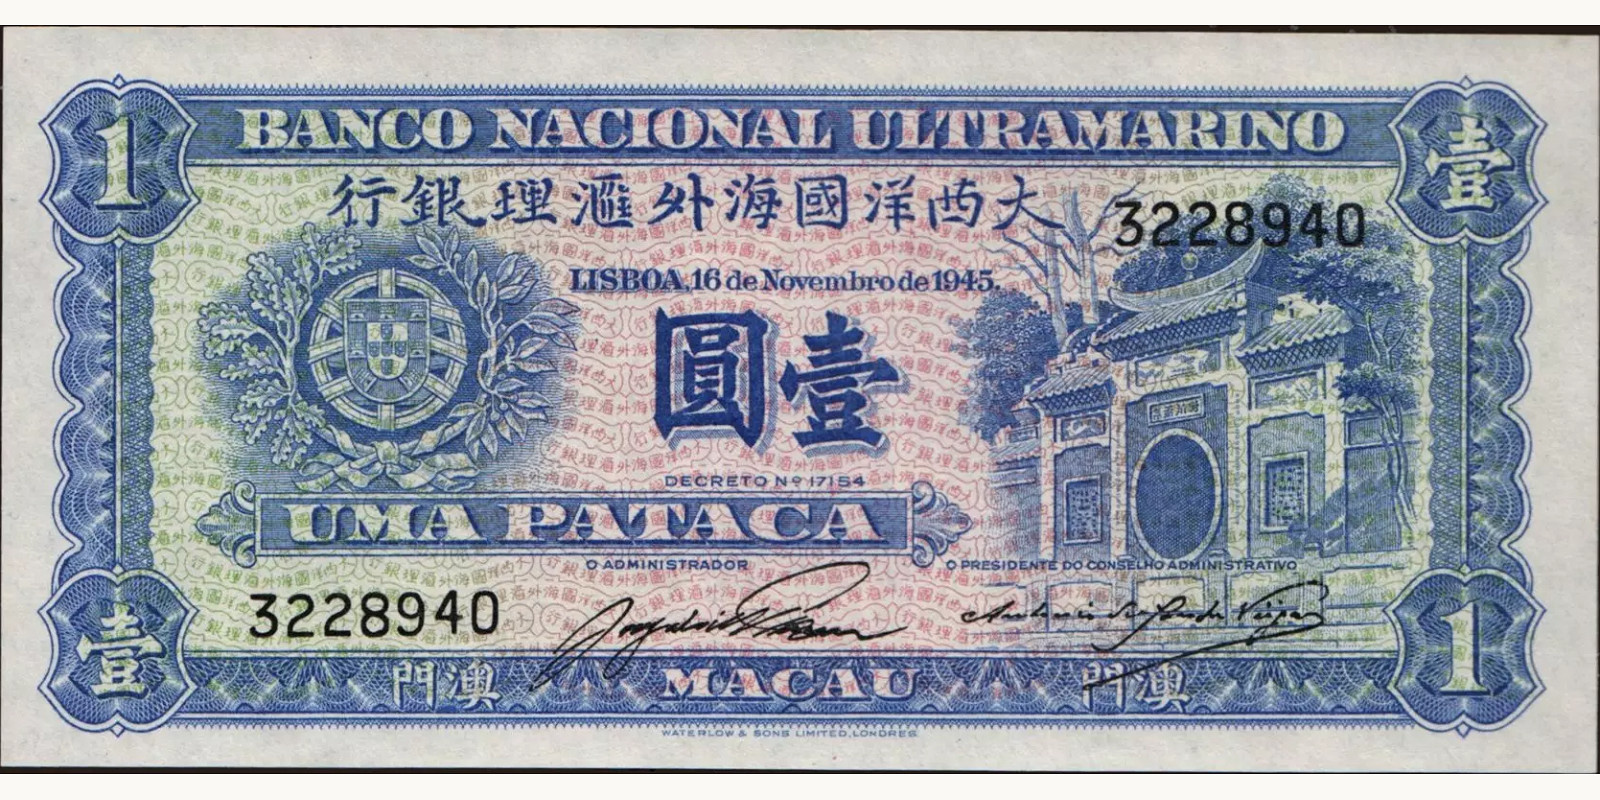 1
BANCO NACIONAL ULTRAMARINO
壹
行銀理滙外海國洋西大
3228940
LISBOA, 16 de Novembro de 1945.
圓壹
DECRETO Nº 17154
UMA PATACA
O ADMINISTRADOR
O PRESIDENTE DO CONSELHO ADMINISTRATIVO
3228940
壹
門澳
MACAU
門澳
1
WATERLOW & SONS LIMITED, LONDRES